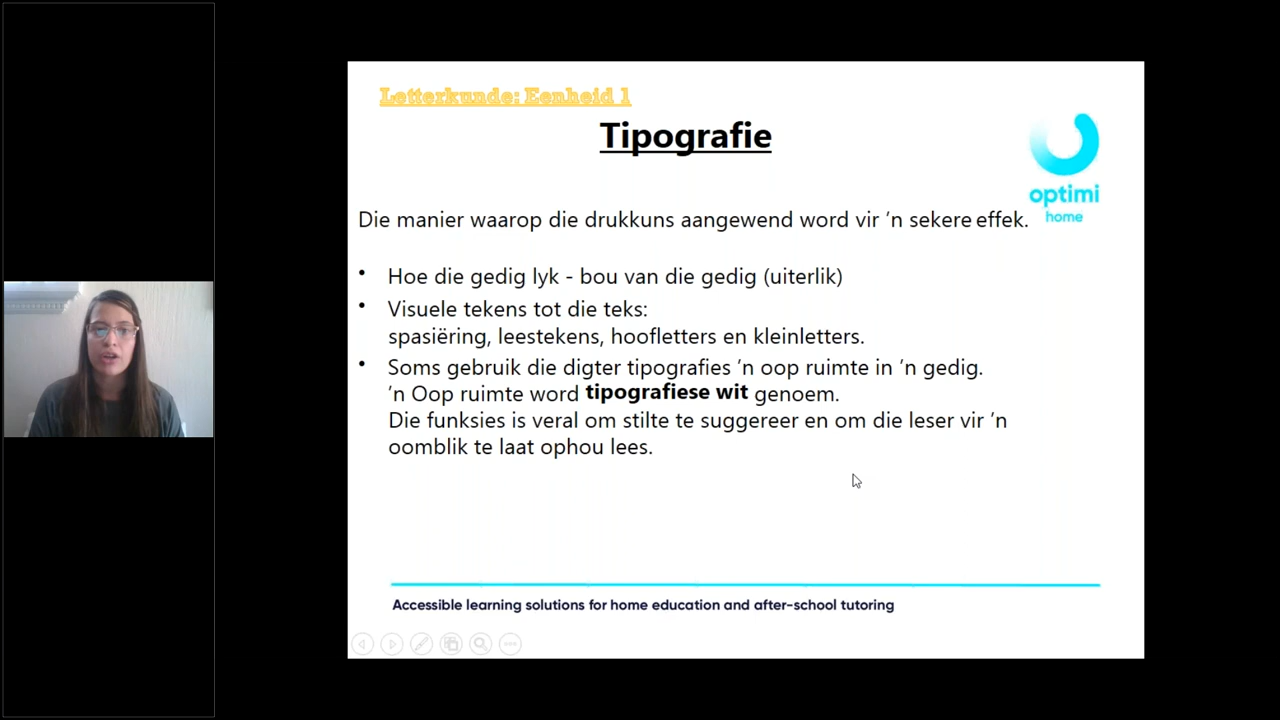 Letterkunde: Eenheid 1
Tipografie
optimi
home
Die manier waarop die drukkuns aangewend word vir ’n sekere effek.
• Hoe die gedig lyk - bou van die gedig (uiterlik)
• Visuele tekens tot die teks:
spasiëring, leestekens, hoofletters en kleinletters.
• Soms gebruik die digter tipografies ’n oop ruimte in ’n gedig.
’n Oop ruimte word tipografiese wit genoem.
Die funksies is veral om stilte te suggereer en om die leser vir ’n
oomblik te laat ophou lees.
Accessible learning solutions for home education and after-school tutoring